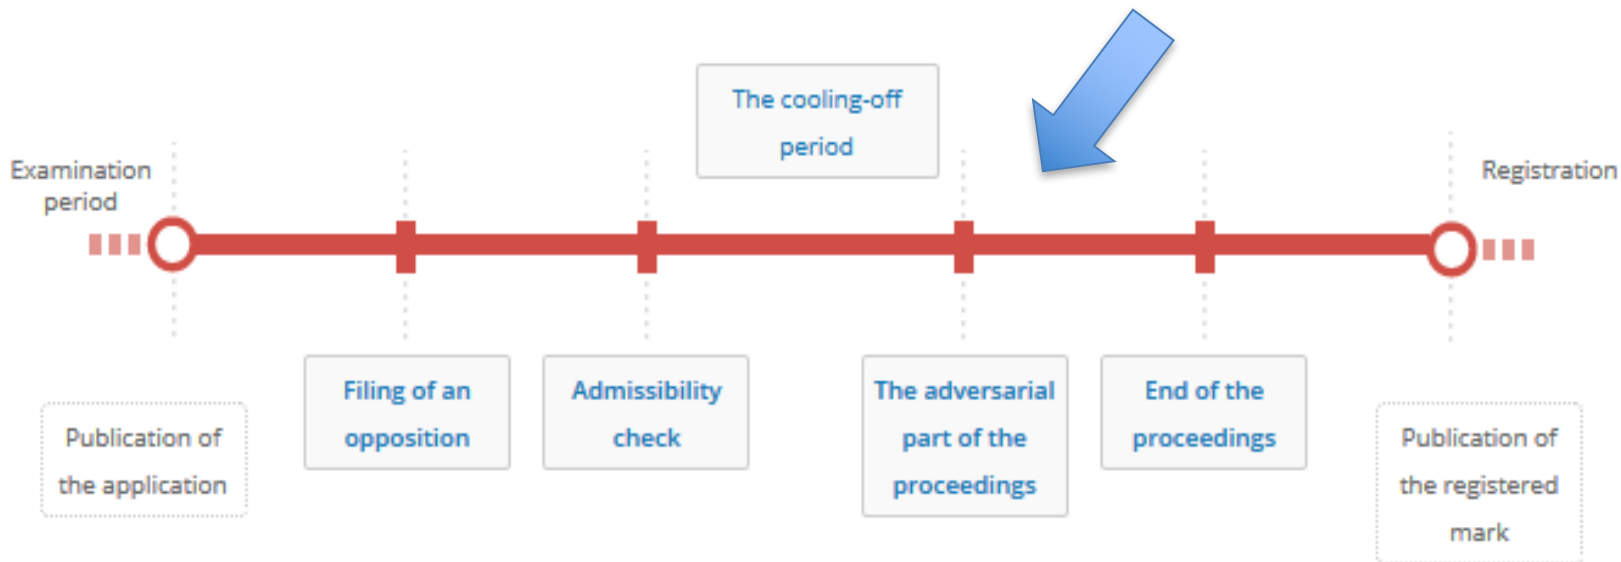 The cooling-off
period
Examination
period
Registration
Filing of an
opposition
Admissibility
check
The adversarial
part of the
proceedings
End of the
proceedings
Publication of
the application
Publication of
the registered
mark